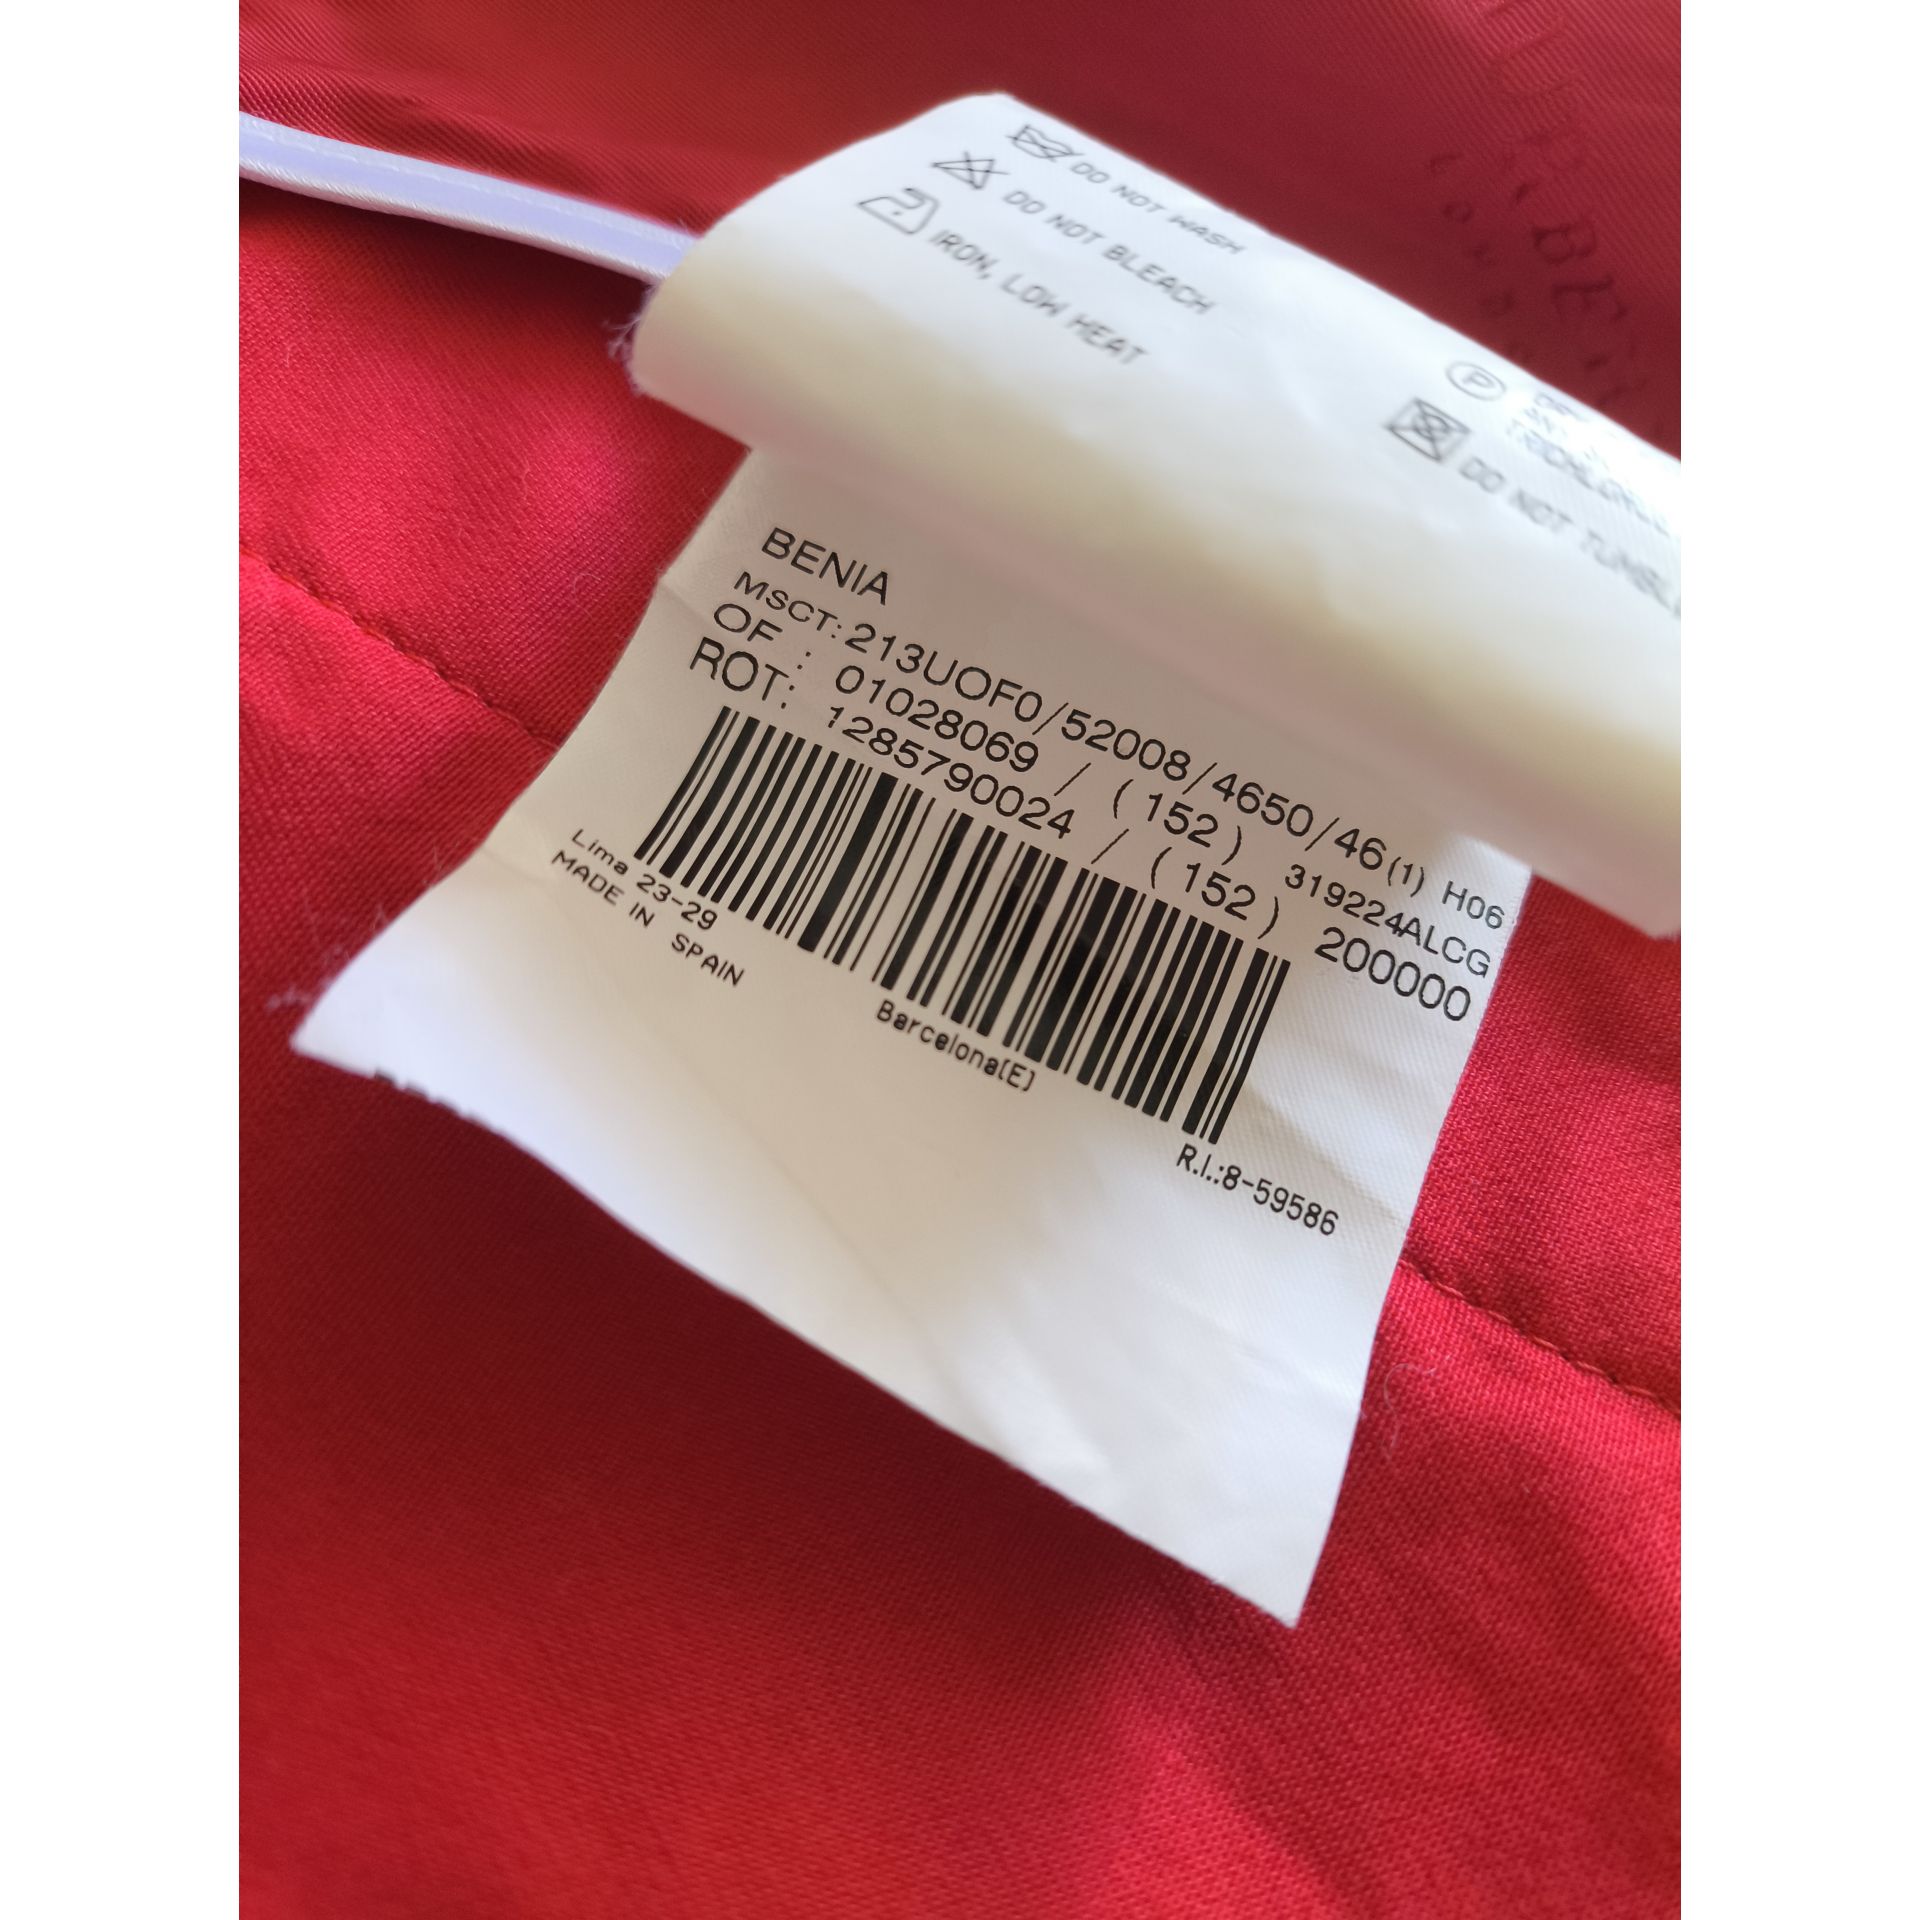 DO NOT WASH
DO NOT BLEACH
IRON, LOW HEAT
P
DO NOT TUMBLE
BENIA
MSCT: 213UOF0/52008/4650/46(1) H06
OF : 01028069 / (152) 319224ALCG
ROT: 1285790024 / (152) 200000
Lima 23-29
Barcelona(E)
R.I.:8-59586
MADE IN SPAIN